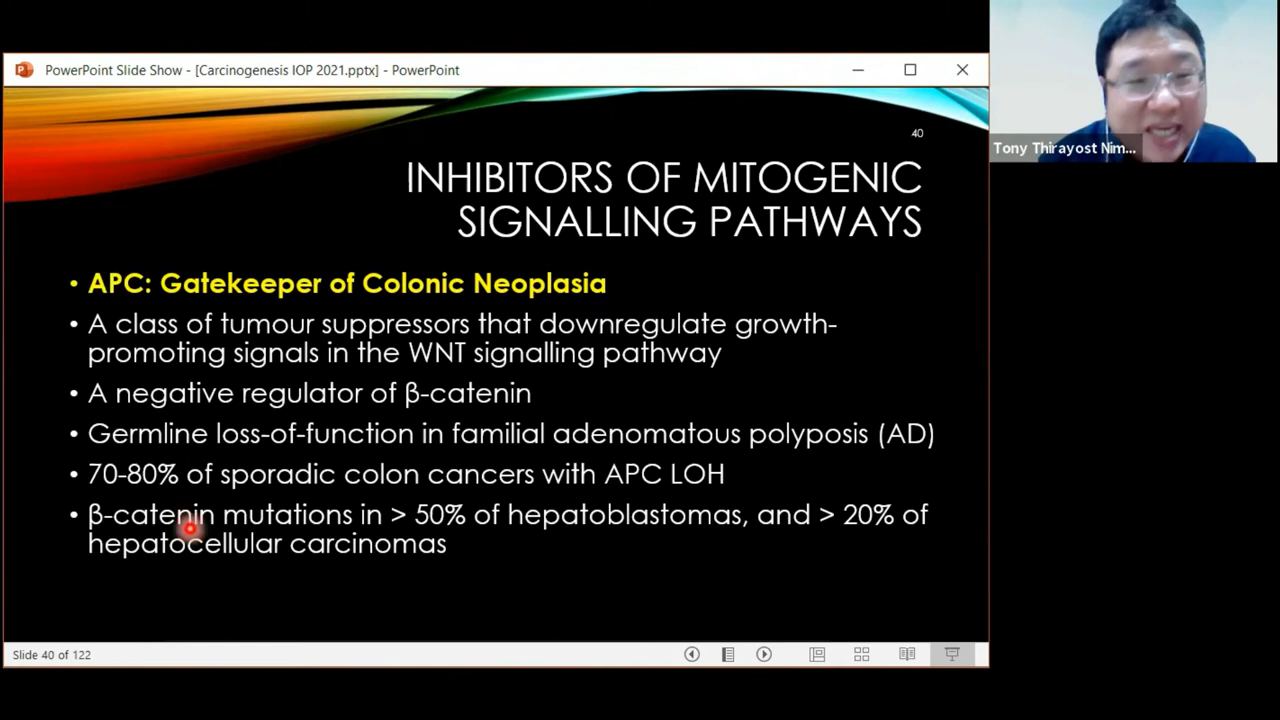 PowerPoint Slide Show - [Carcinogenesis IOP 2021.pptx] - PowerPoint
Tony Thirayost Nim...
40
INHIBITORS OF MITOGENIC
SIGNALLING PATHWAYS
• APC: Gatekeeper of Colonic Neoplasia
• A class of tumour suppressors that downregulate growth-
promoting signals in the WNT signalling pathway
• A negative regulator of β-catenin
• Germline loss-of-function in familial adenomatous polyposis (AD)
• 70-80% of sporadic colon cancers with APC LOH
• β-catenin mutations in > 50% of hepatoblastomas, and > 20% of
hepatocellular carcinomas
Slide 40 of 122